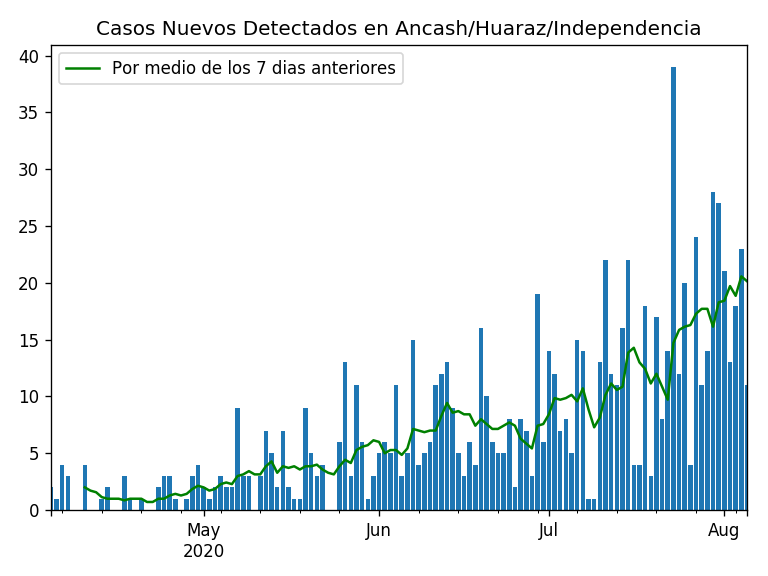 Casos Nuevos Detectados en Ancash/Huaraz/Independencia
Por medio de los 7 dias anteriores
40
35
30
25
20
15
10
5
0
May
2020
Jun
Jul
Aug